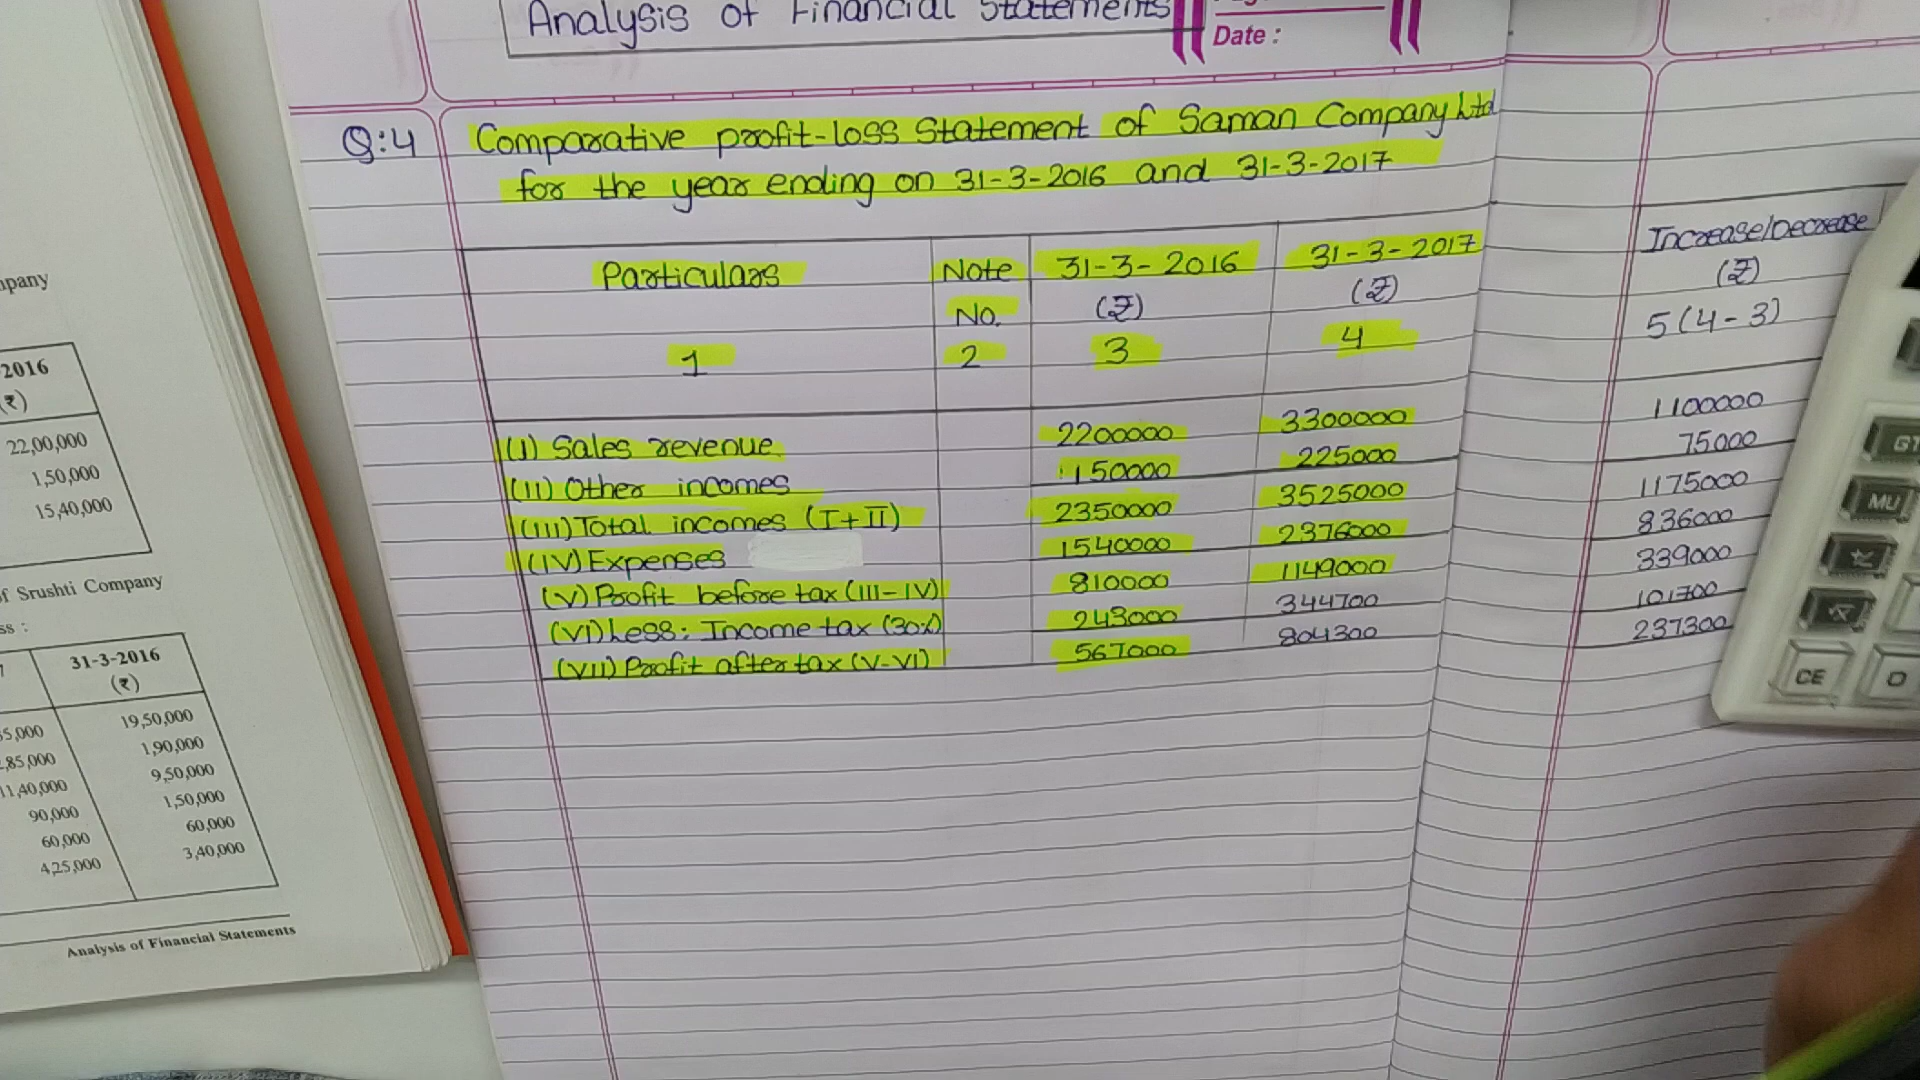 Analysis of Financial Statements
Date :
Q:4 Comparative profit-loss Statement of Saman Company Ltd
for the year ending on 31-3-2016 and 31-3-2017
Particulars Note No. 31-3-2016 (₹) 31-3-2017 (₹) Increase/Decrease (₹)
1 2 3 4 5 (4-3)
(I) Sales revenue 2200000 3300000 1100000
(II) Other incomes 150000 225000 75000
(III) Total incomes (I+II) 2350000 3525000 1175000
(IV) Expenses 1540000 2376000 836000
(V) Profit before tax (III-IV) 810000 1149000 339000
(VI) Less: Income tax (30%) 243000 344700 101700
(VII) Profit after tax (V-VI) 567000 804300 237300
2016
(₹)
22,00,000
1,50,000
15,40,000
Srushti Company
31-3-2016
(₹)
19,50,000
1,90,000
11,40,000 9,50,000
90,000 1,50,000
60,000 60,000
4,25,000 3,40,000
Analysis of Financial Statements
GT
MU
CE
0